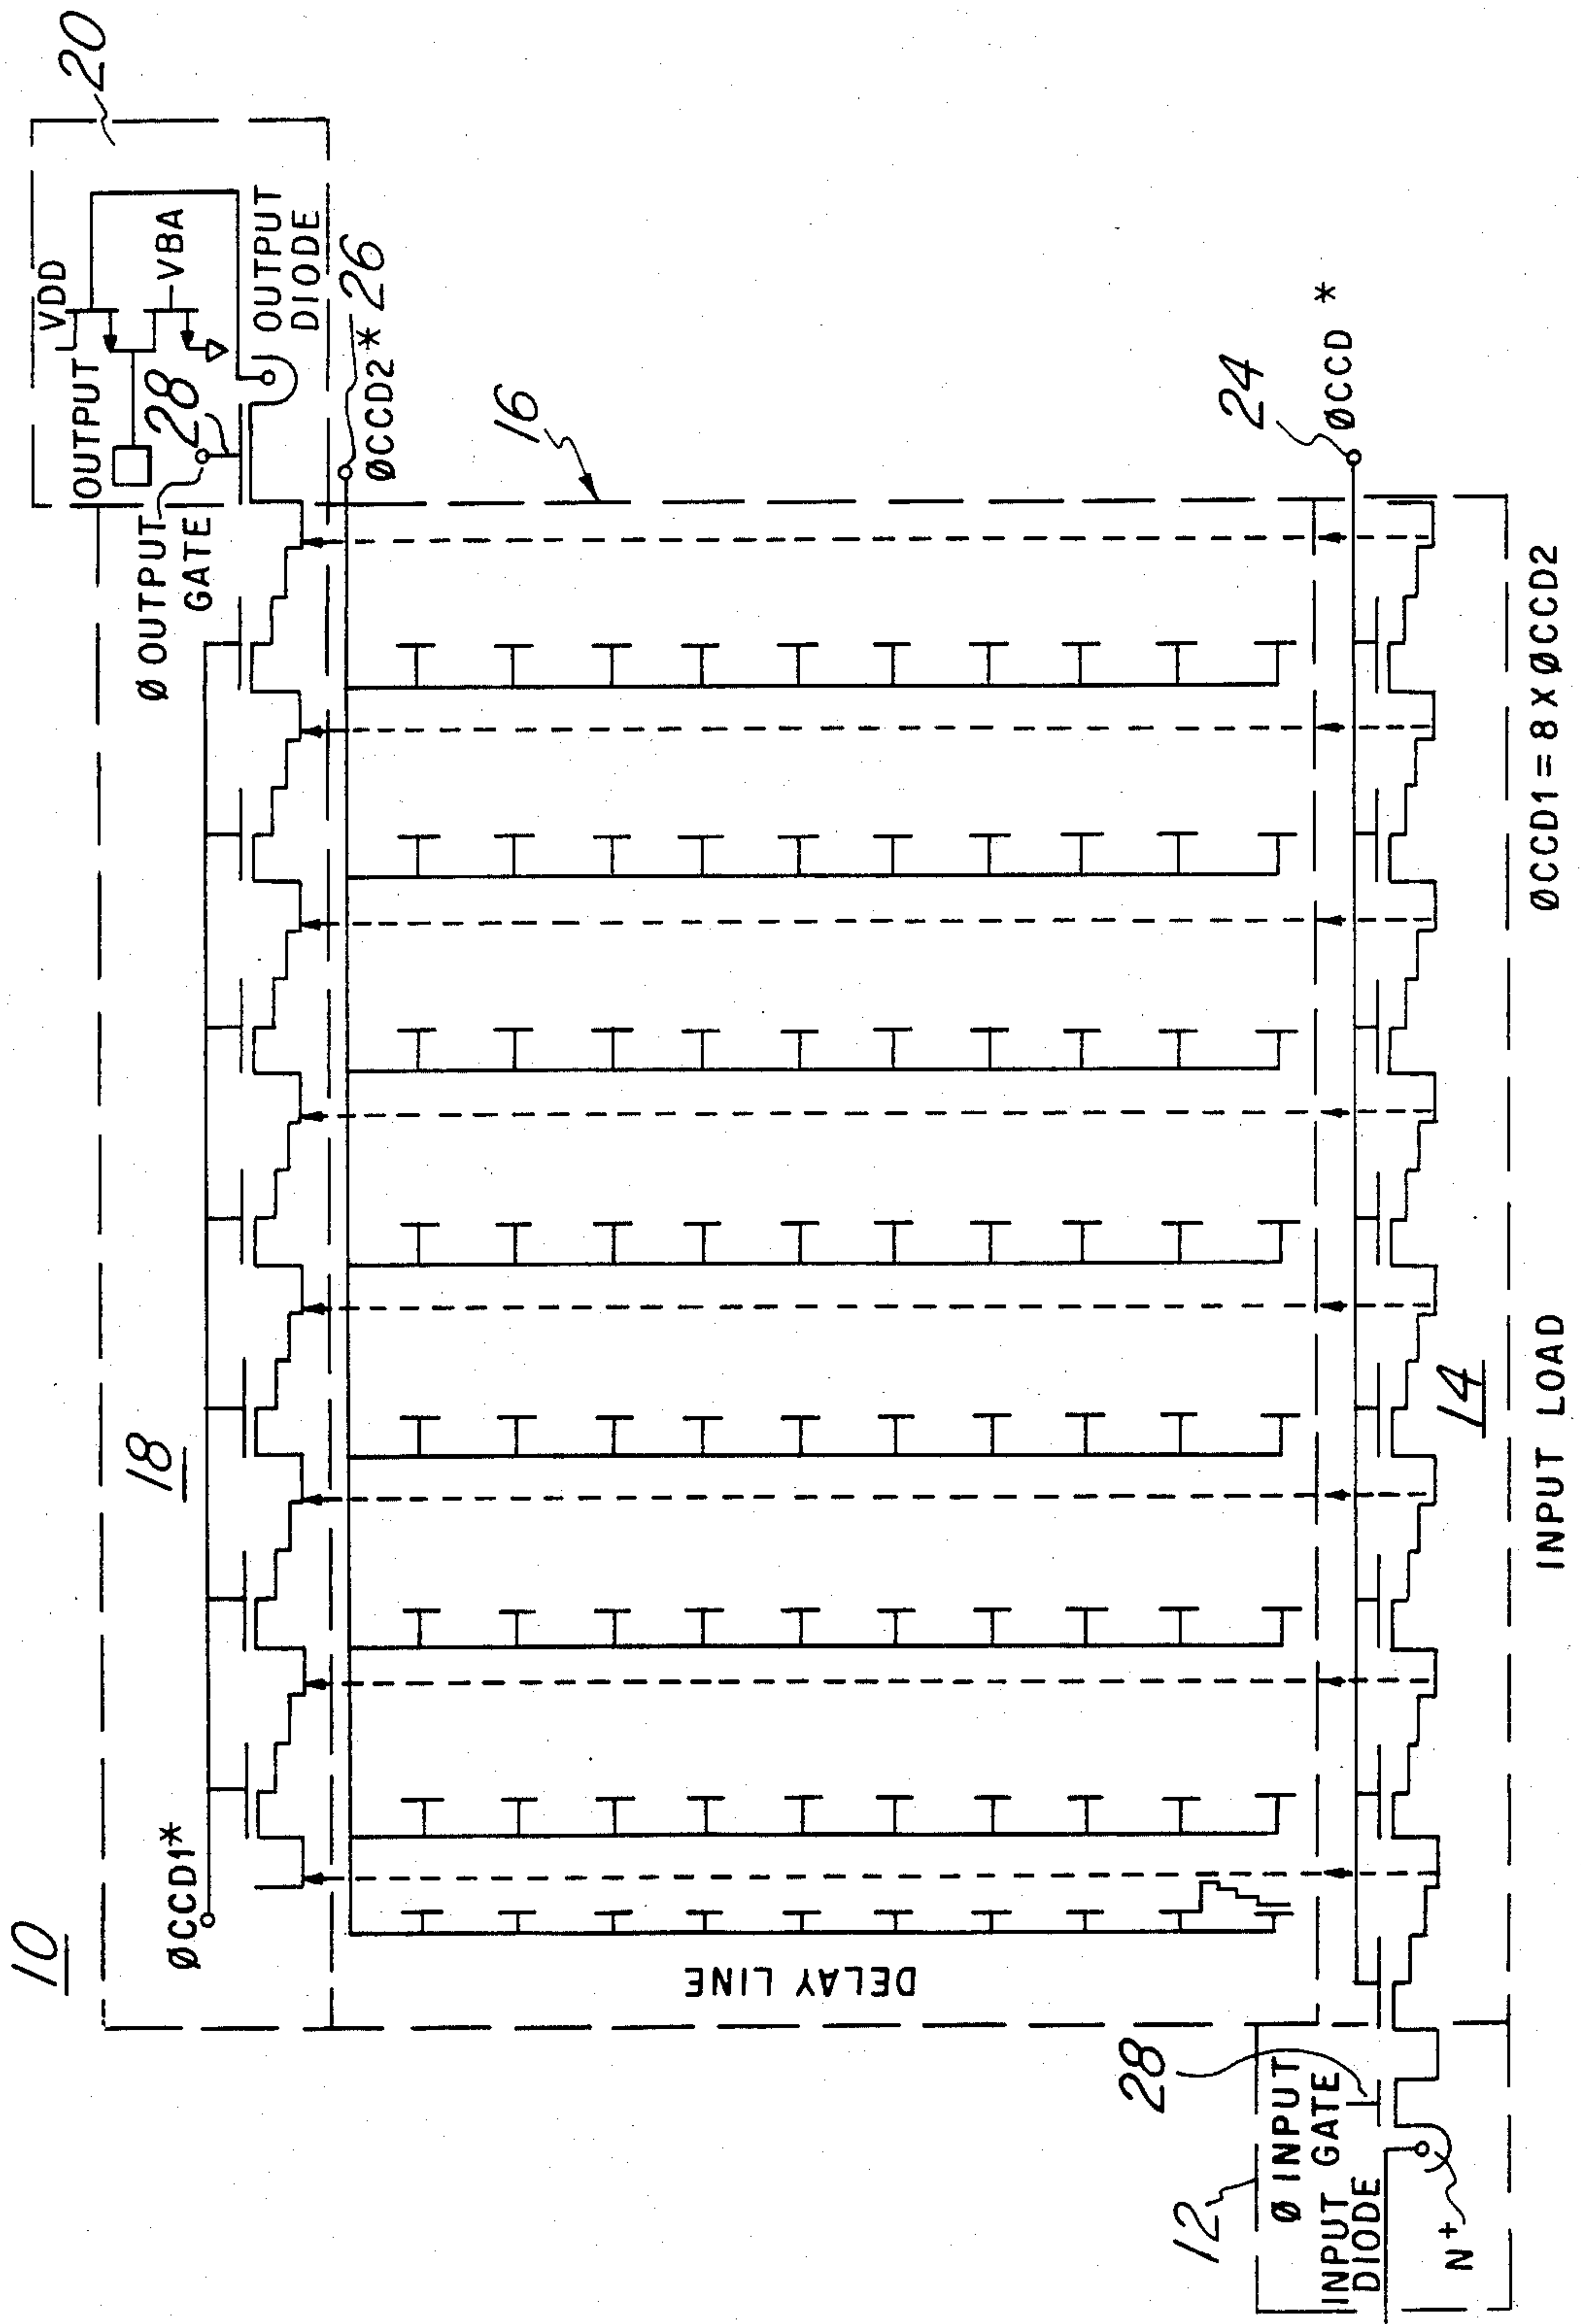 10
20
ØCCD1*
18
Ø OUTPUT
GATE
28
OUTPUT
VDD
VBA
OUTPUT
DIODE
26
ØCCD2*
16
DELAY LINE
24
ØCCD *
12
Ø INPUT
GATE
28
INPUT
DIODE
N+
14
INPUT LOAD
ØCCD1 = 8 X ØCCD2